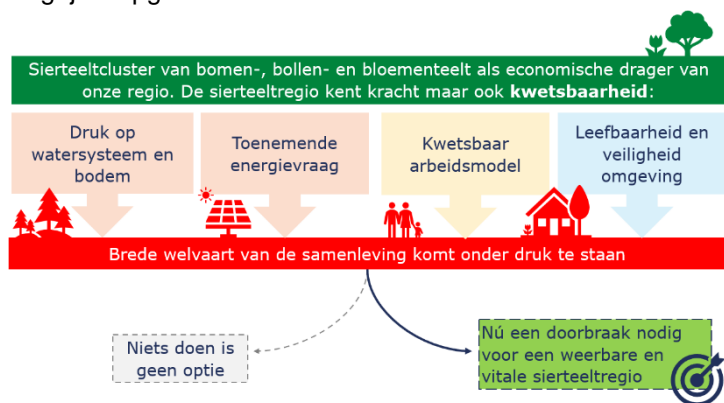 Sierteeltcluster van bomen-, bollen- en bloementeelt als economische drager van
onze regio. De sierteeltregio kent kracht maar ook kwetsbaarheid:
Druk op
watersysteem en
bodem
Toenemende
energievraag
Kwetsbaar
arbeidsmodel
Leefbaarheid en
veiligheid
omgeving
Brede welvaart van de samenleving komt onder druk te staan
Niets doen is
geen optie
Nú een doorbraak nodig
voor een weerbare en
vitale sierteeltregio